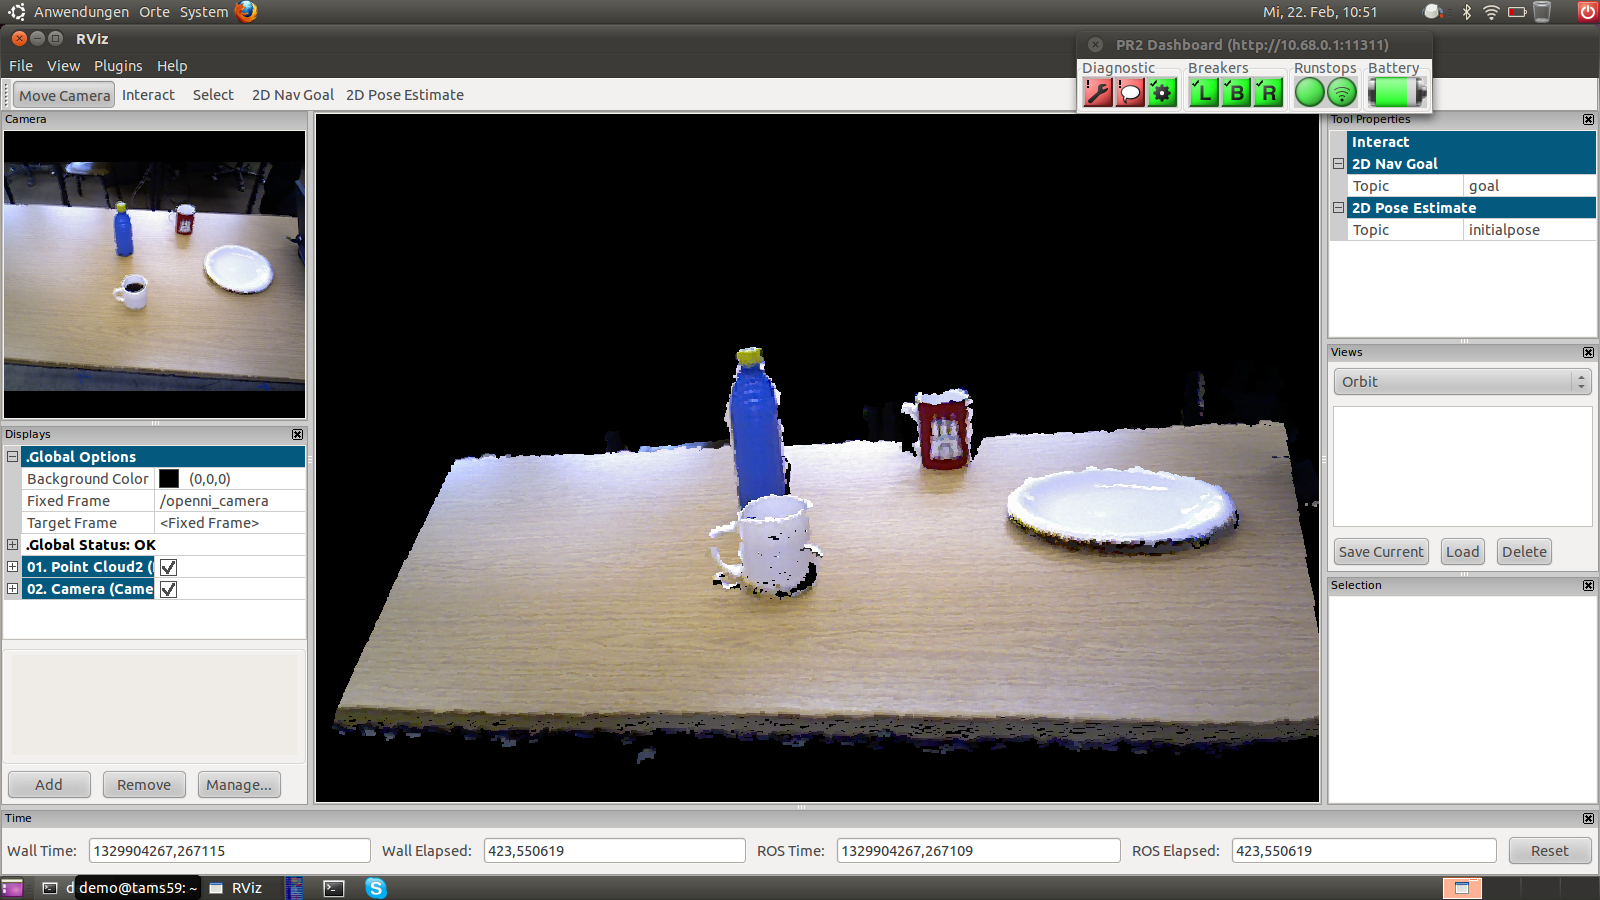 Anwendungen Orte System
Mi, 22. Feb, 10:51
RViz
PR2 Dashboard (http://10.68.0.1:11311)
File View Plugins Help
Diagnostic Breakers Runstops Battery
L B R
Move Camera Interact Select 2D Nav Goal 2D Pose Estimate
Camera
Tool Properties
Interact
2D Nav Goal
Topic goal
2D Pose Estimate
Topic initialpose
Views
Orbit
Save Current Load Delete
Selection
Displays
.Global Options
Background Color (0,0,0)
Fixed Frame /openni_camera
Target Frame <Fixed Frame>
.Global Status: OK
01. Point Cloud2 (
02. Camera (Came
Add Remove Manage...
Time
Wall Time: 1329904267,267115 Wall Elapsed: 423,550619 ROS Time: 1329904267,267109 ROS Elapsed: 423,550619 Reset
d demo@tams59: ~ RViz